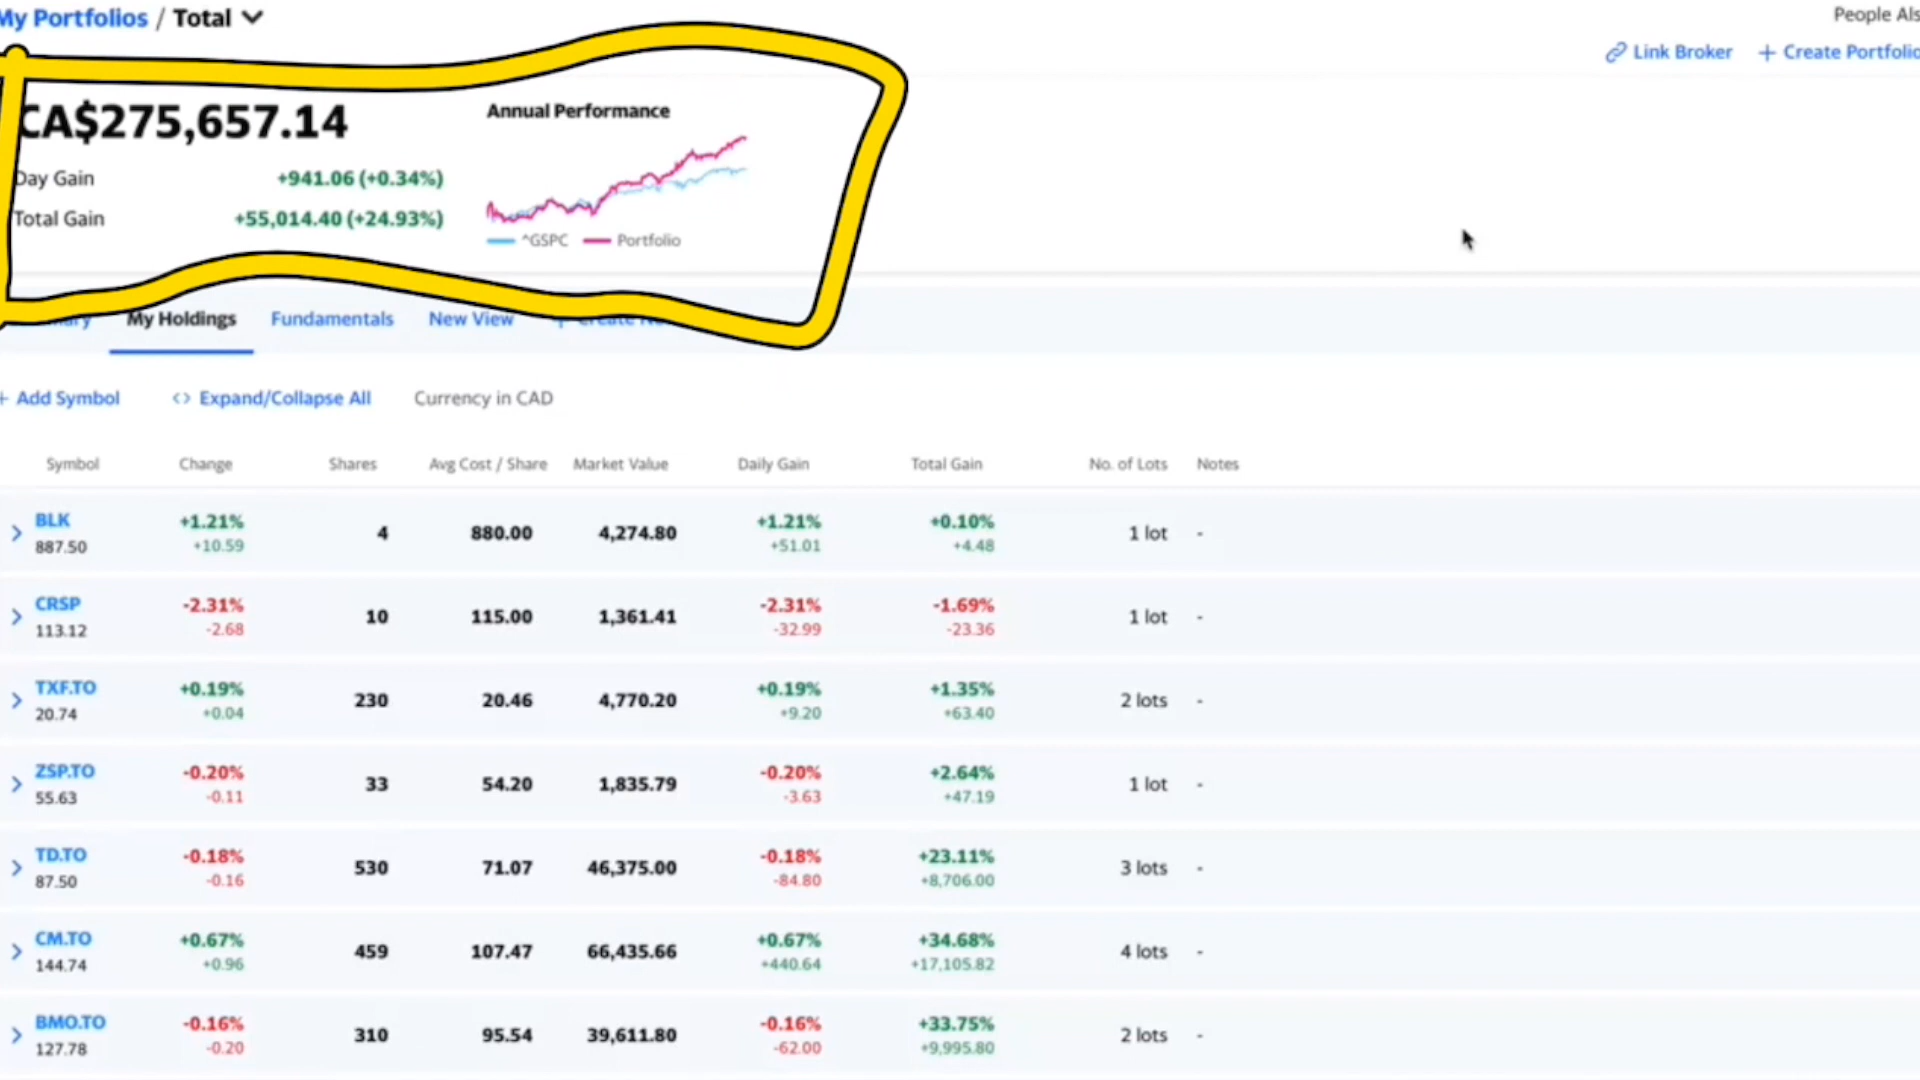 My Portfolios / Total
People Als
Link Broker + Create Portfolio
CA$275,657.14
Annual Performance
Day Gain +941.06 (+0.34%)
Total Gain +55,014.40 (+24.93%)
^GSPC Portfolio
My Holdings Fundamentals New View
+ Add Symbol <> Expand/Collapse All Currency in CAD
Symbol Change Shares Avg Cost / Share Market Value Daily Gain Total Gain No. of Lots Notes
BLK +1.21% 4 880.00 4,274.80 +1.21% +0.10% 1 lot -
887.50 +10.59 +51.01 +4.48
CRSP -2.31% 10 115.00 1,361.41 -2.31% -1.69% 1 lot -
113.12 -2.68 -32.99 -23.36
TXF.TO +0.19% 230 20.46 4,770.20 +0.19% +1.35% 2 lots -
20.74 +0.04 +9.20 +63.40
ZSP.TO -0.20% 33 54.20 1,835.79 -0.20% +2.64% 1 lot -
55.63 -0.11 -3.63 +47.19
TD.TO -0.18% 530 71.07 46,375.00 -0.18% +23.11% 3 lots -
87.50 -0.16 -84.80 +8,706.00
CM.TO +0.67% 459 107.47 66,435.66 +0.67% +34.68% 4 lots -
144.74 +0.96 +440.64 +17,105.82
BMO.TO -0.16% 310 95.54 39,611.80 -0.16% +33.75% 2 lots -
127.78 -0.20 -62.00 +9,995.80